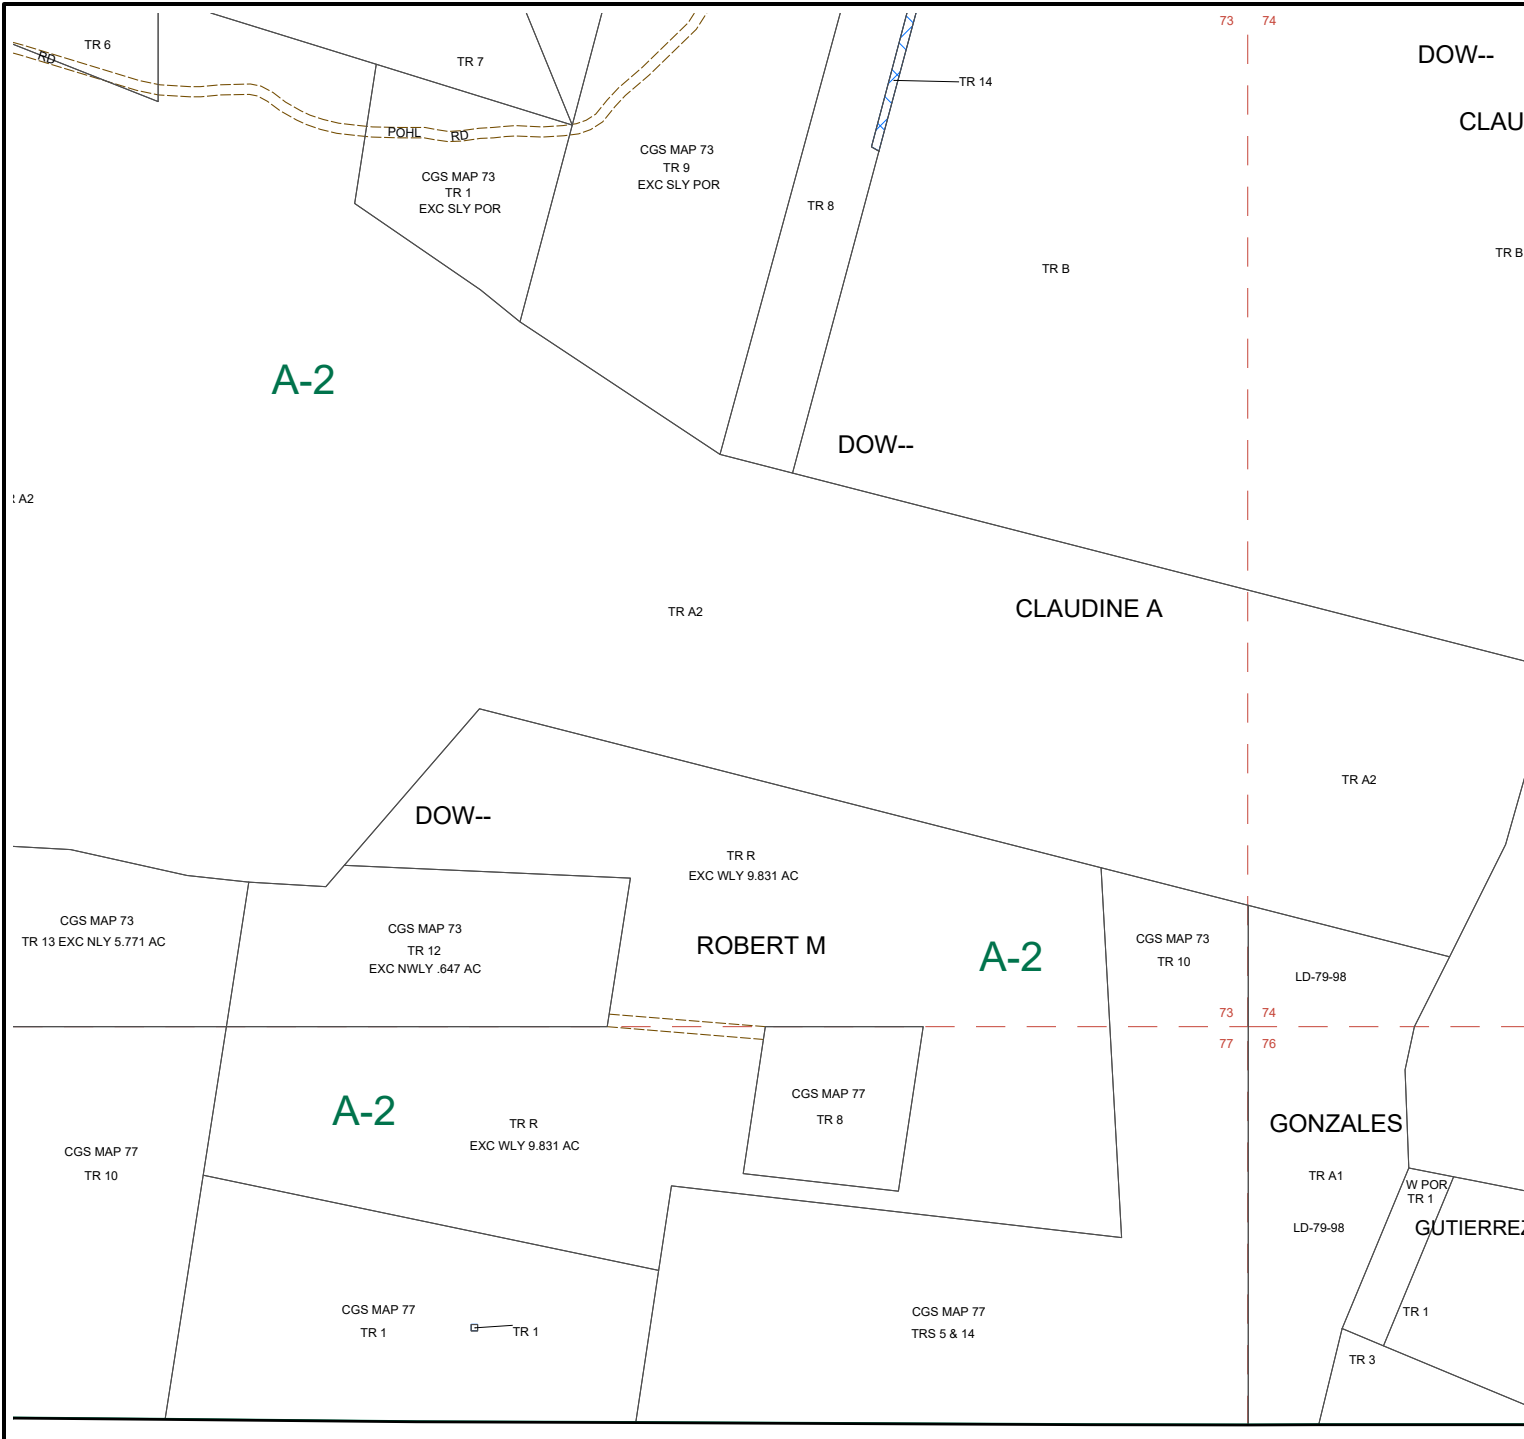 73 74
DOW--
TR 6
RD
TR 7
TR 14
CLAU
POHL RD
CGS MAP 73
TR 9
EXC SLY POR
CGS MAP 73
TR 1
EXC SLY POR
TR 8
TR B
TR B
A-2
DOW--
A2
TR A2
CLAUDINE A
TR A2
DOW--
TR R
EXC WLY 9.831 AC
CGS MAP 73
TR 13 EXC NLY 5.771 AC
CGS MAP 73
TR 12
EXC NWLY .647 AC
ROBERT M
A-2
CGS MAP 73
TR 10
LD-79-98
73 74
77 76
A-2
TR R
EXC WLY 9.831 AC
CGS MAP 77
TR 8
GONZALES
CGS MAP 77
TR 10
TR A1
W POR
TR 1
LD-79-98
GUTIERREZ
CGS MAP 77
TR 1
TR 1
CGS MAP 77
TRS 5 & 14
TR 1
TR 3